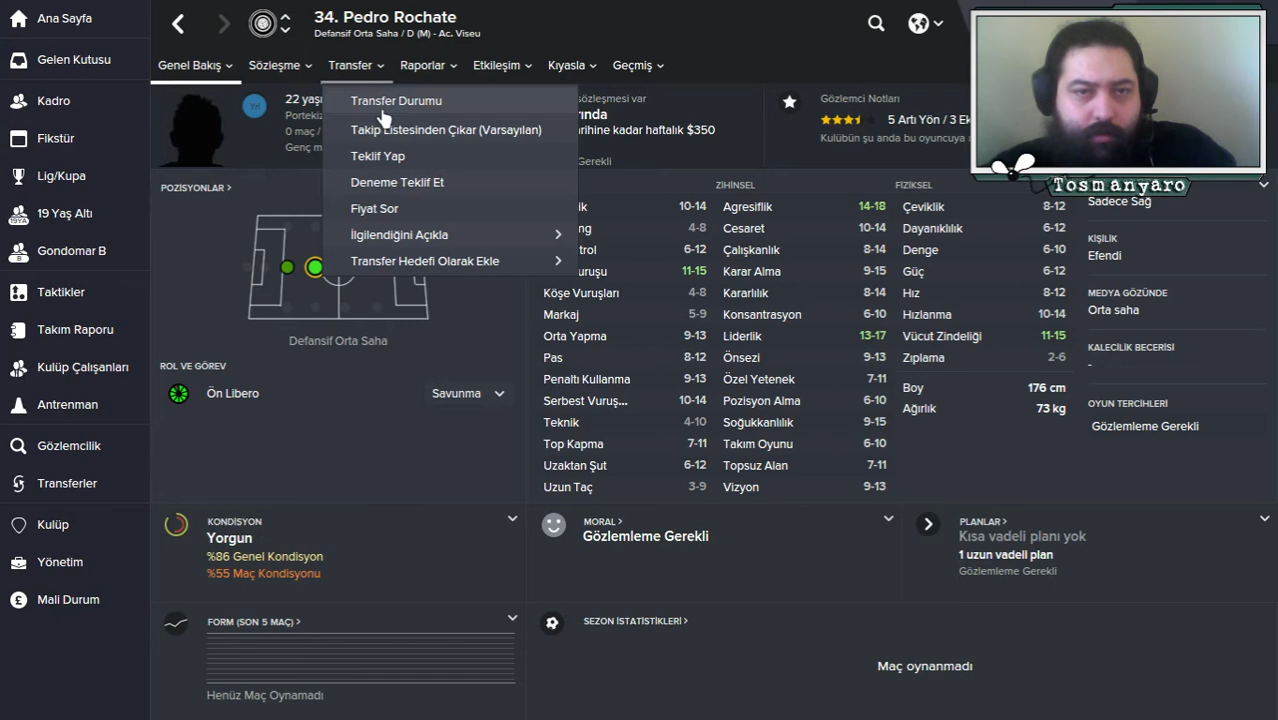 Ana Sayfa
Gelen Kutusu
Kadro
Fikstür
Lig/Kupa
19 Yaş Altı
Gondomar B
Taktikler
Takım Raporu
Kulüp Çalışanları
Antrenman
Gözlemcilik
Transferler
Kulüp
Yönetim
Mali Durum
34. Pedro Rochate
Defansif Orta Saha / D (M) - Ac. Viseu
Genel Bakış
Sözleşme
Transfer
Raporlar
Etkileşim
Kıyasla
Geçmiş
22 yaşı
Portekiz
0 maç /
Genç m
Transfer Durumu
Takip Listesinden Çıkar (Varsayılan)
Teklif Yap
Deneme Teklif Et
Fiyat Sor
İlgilendiğini Açıkla
Transfer Hedefi Olarak Ekle
sözleşmesi var
arihine kadar haftalık $350
Gerekli
Gözlemci Notları
5 Artı Yön / 3 Ek
Kulübün şu an bu oyuncuya
Tosmanyaro
POZİSYONLAR >
Defansif Orta Saha
ROL VE GÖREV
Ön Libero
Savunma
10-14
4-8
6-12
11-15
Köşe Vuruşları 4-8
Markaj 5-9
Orta Yapma 9-13
Pas 8-12
Penaltı Kullanma 9-13
Serbest Vuruş... 10-14
Teknik 4-10
Top Kapma 7-11
Uzaktan Şut 6-12
Uzun Taç 3-9
ZİHİNSEL
Agresiflik 14-18
Cesaret 10-14
Çalışkanlık 8-14
Karar Alma 9-15
Kararlılık 8-14
Konsantrasyon 6-10
Liderlik 13-17
Önsezi 9-13
Özel Yetenek 7-11
Pozisyon Alma 6-10
Soğukkanlılık 9-15
Takım Oyunu 6-10
Topsuz Alan 7-11
Vizyon 9-13
FİZİKSEL
Çeviklik 8-12
Dayanıklılık 6-12
Denge 6-10
Güç 6-12
Hız 8-12
Hızlanma 10-14
Vücut Zindeliği 11-15
Zıplama 2-6
Boy 176 cm
Ağırlık 73 kg
Sadece Sağ
KİŞİLİK
Efendi
MEDYA GÖZÜNDE
Orta saha
KALECİLİK BECERİSİ
-
OYUN TERCİHLERİ
Gözlemleme Gerekli
KONDİSYON
Yorgun
%86 Genel Kondisyon
%55 Maç Kondisyonu
MORAL >
Gözlemleme Gerekli
PLANLAR >
Kısa vadeli planı yok
1 uzun vadeli plan
Gözlemleme Gerekli
FORM (SON 5 MAÇ) >
Henüz Maç Oynamadı
SEZON İSTATİSTİKLERİ >
Maç oynanmadı